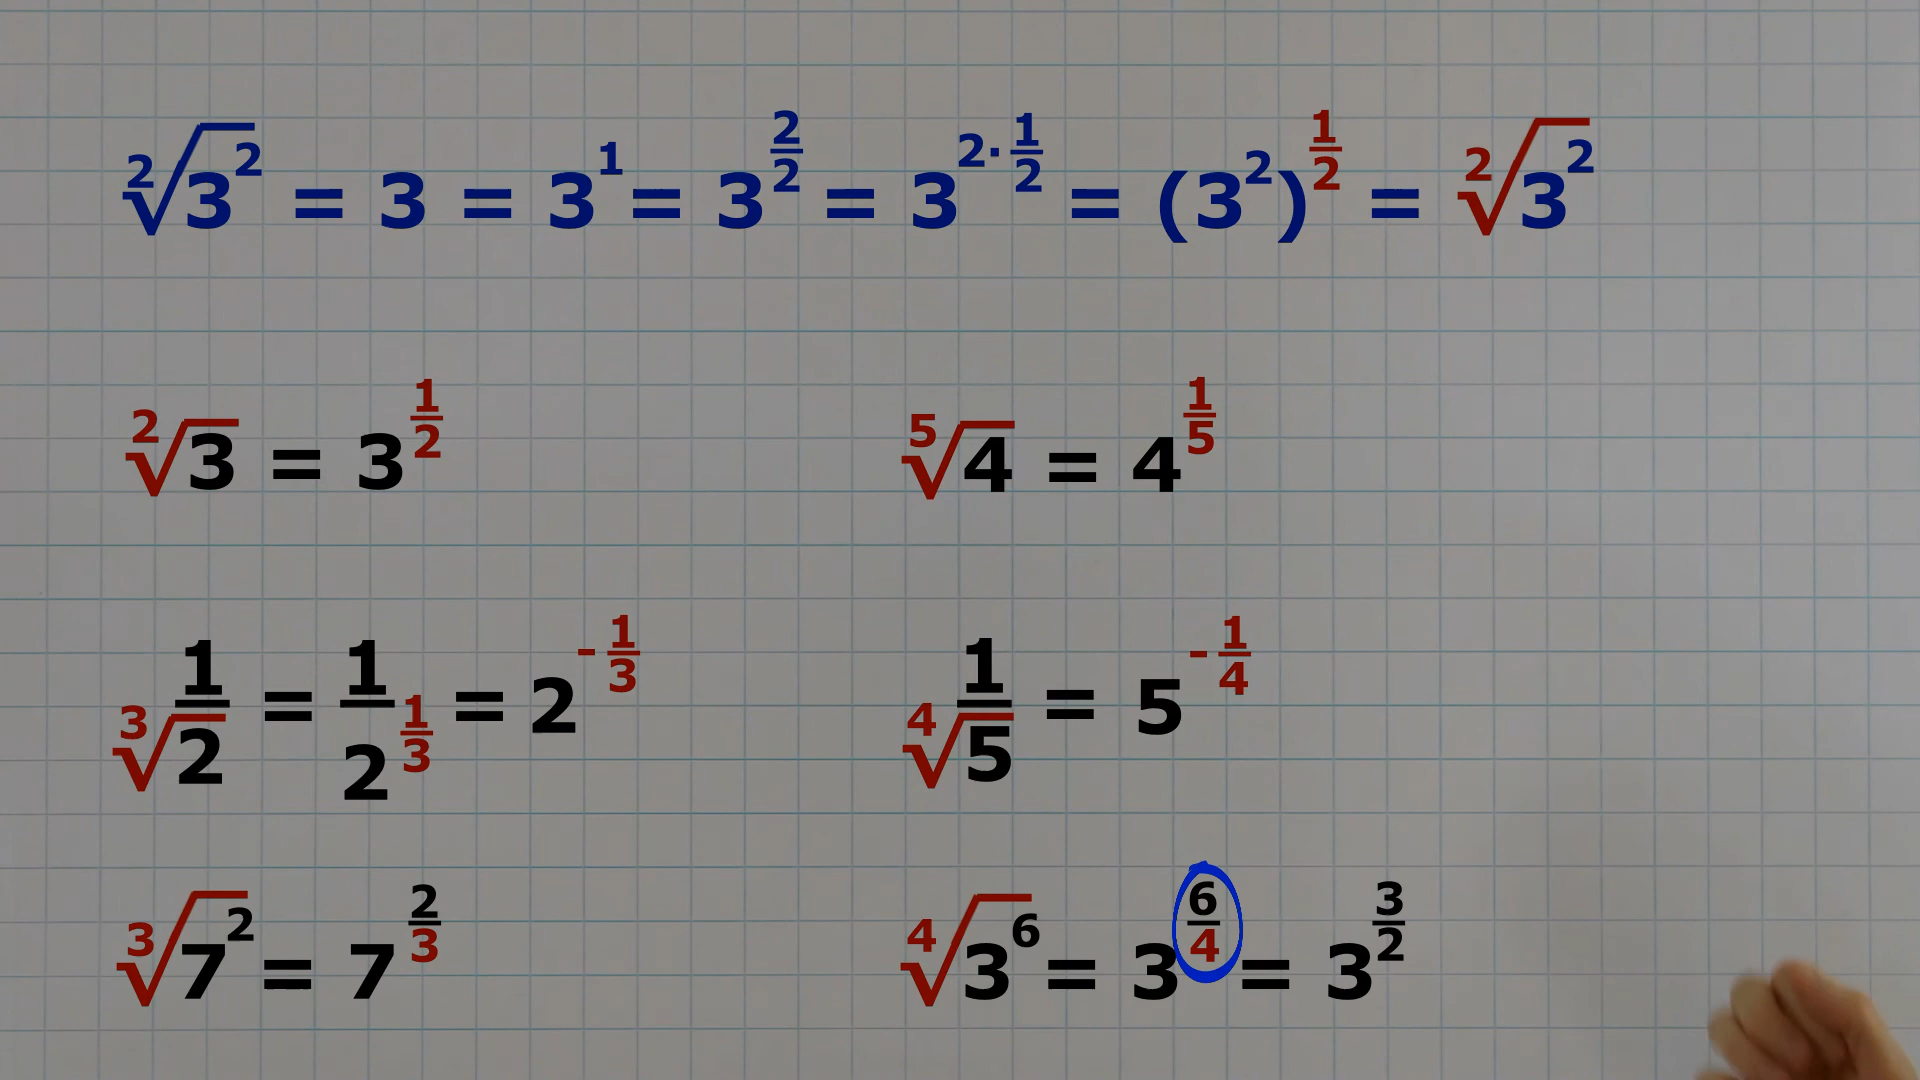 ²√3² = 3 = 3¹ = 3^(2/2) = 3^(2·1/2) = (3²)^(1/2) = ²√3²
²√3 = 3^(1/2)
⁵√4 = 4^(1/5)
1/³√2 = 1/2^(1/3) = 2^(-1/3)
1/⁴√5 = 5^(-1/4)
³√7² = 7^(2/3)
⁴√3⁶ = 3^(6/4) = 3^(3/2)